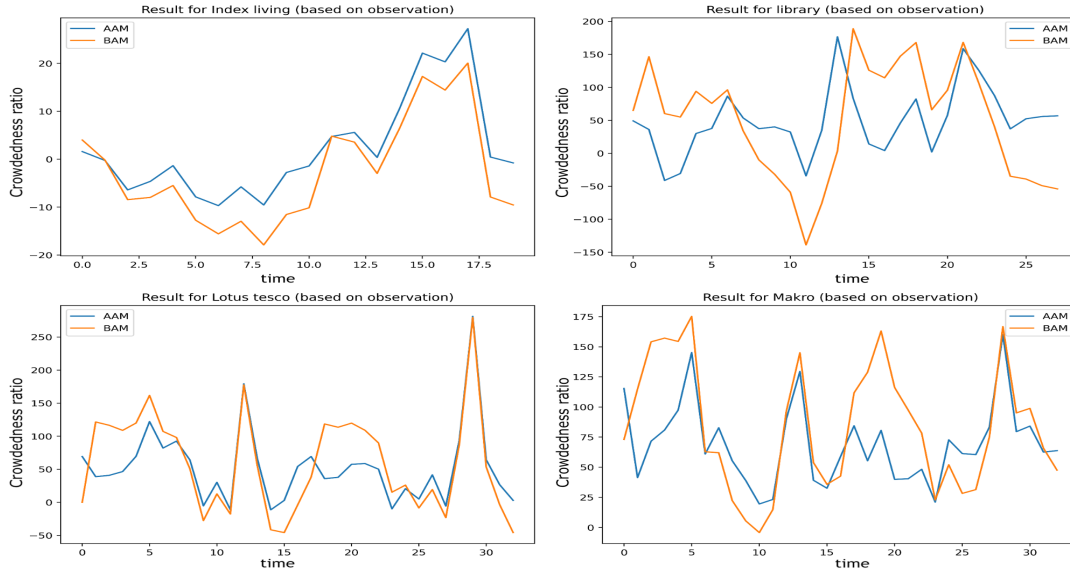 Result for Index living (based on observation)
AAM
BAM
20
10
0
−10
−20
Crowdedness ratio
0.0 2.5 5.0 7.5 10.0 12.5 15.0 17.5
time
Result for library (based on observation)
AAM
BAM
200
150
100
50
0
−50
−100
−150
Crowdedness ratio
0 5 10 15 20 25
time
Result for Lotus tesco (based on observation)
AAM
BAM
250
200
150
100
50
0
−50
Crowdedness ratio
0 5 10 15 20 25 30
time
Result for Makro (based on observation)
AAM
BAM
175
150
125
100
75
50
25
0
Crowdedness ratio
0 5 10 15 20 25 30
time